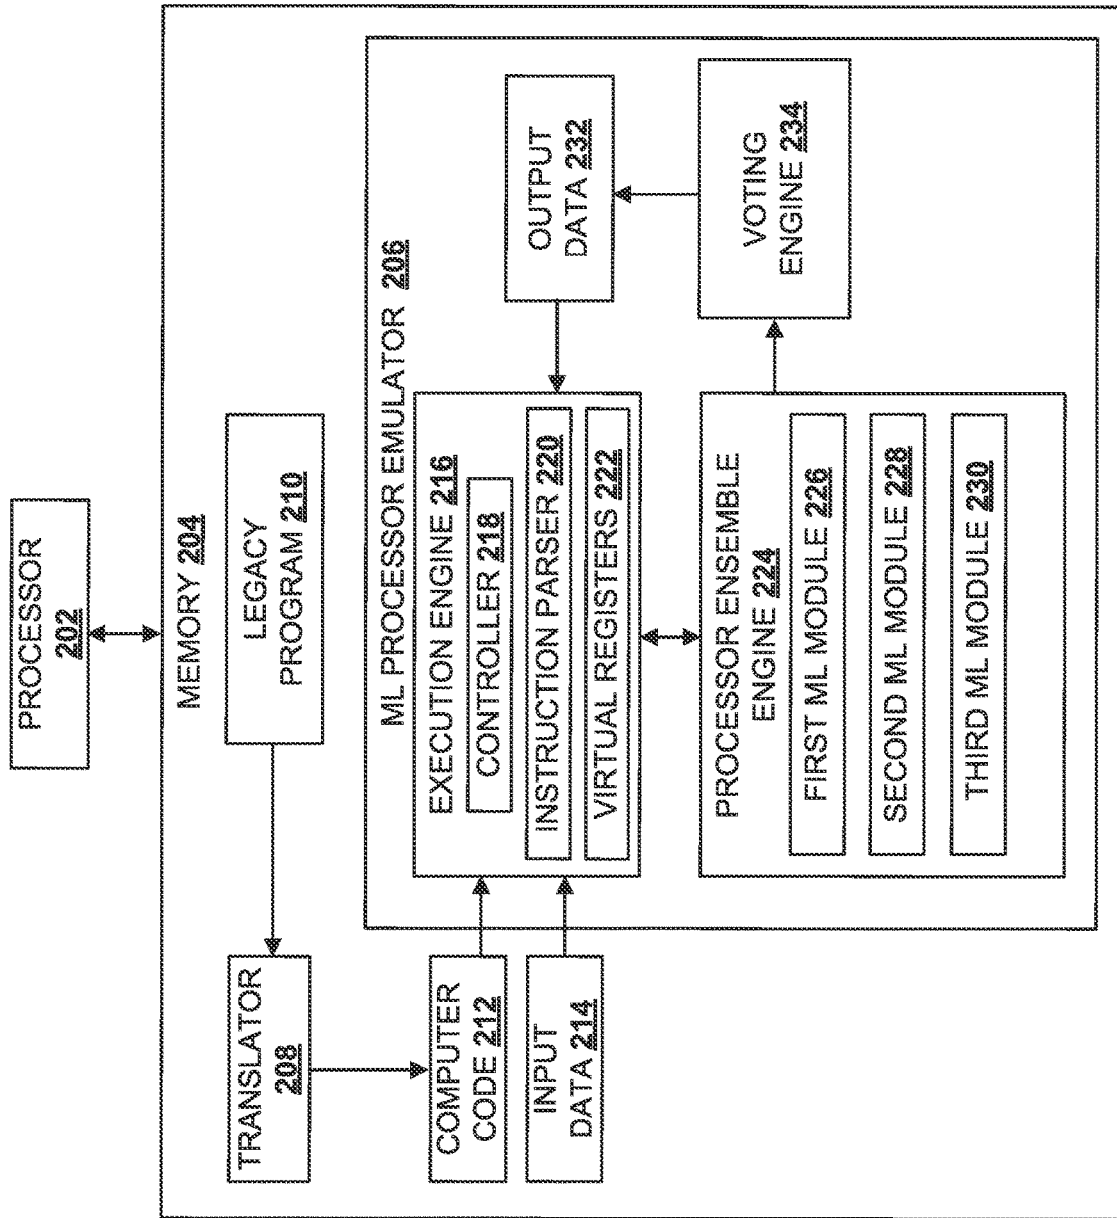 PROCESSOR
202
MEMORY 204
TRANSLATOR
208
LEGACY
PROGRAM 210
COMPUTER
CODE 212
INPUT
DATA 214
ML PROCESSOR EMULATOR 206
EXECUTION ENGINE 216
CONTROLLER 218
INSTRUCTION PARSER 220
VIRTUAL REGISTERS 222
OUTPUT
DATA 232
PROCESSOR ENSEMBLE
ENGINE 224
FIRST ML MODULE 226
SECOND ML MODULE 228
THIRD ML MODULE 230
VOTING
ENGINE 234